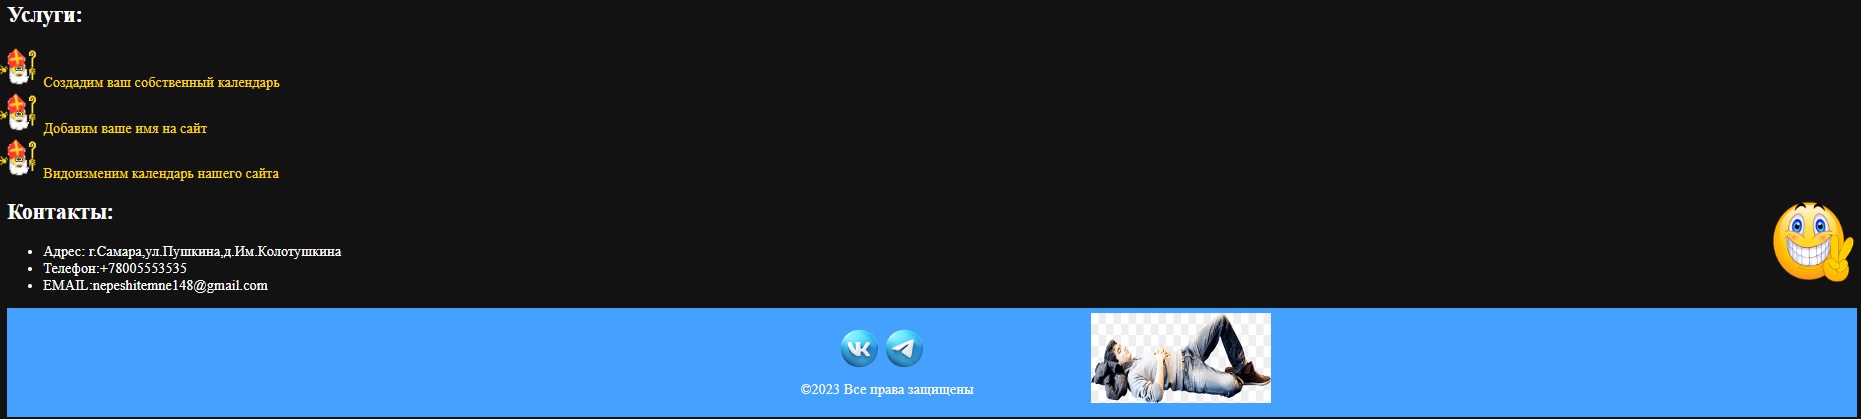 Услуги:
Создадим ваш собственный календарь
Добавим ваше имя на сайт
Видоизменим календарь нашего сайта
Контакты:
Адрес: г.Самара,ул.Пушкина,д.Им.Колотушкина
Телефон:+78005553535
EMAIL:nepeshitemne148@gmail.com
©2023 Все права защищены